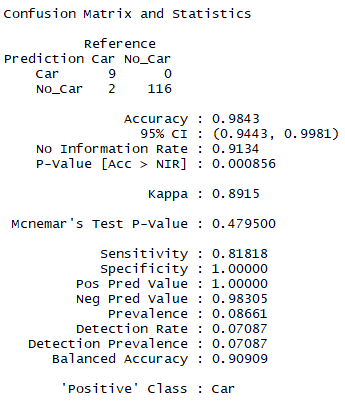 Confusion Matrix and Statistics
Reference
Prediction Car No_Car
Car 9 0
No_Car 2 116
Accuracy : 0.9843
95% CI : (0.9443, 0.9981)
No Information Rate : 0.9134
P-Value [Acc > NIR] : 0.000856
Kappa : 0.8915
Mcnemar's Test P-Value : 0.479500
Sensitivity : 0.81818
Specificity : 1.00000
Pos Pred Value : 1.00000
Neg Pred Value : 0.98305
Prevalence : 0.08661
Detection Rate : 0.07087
Detection Prevalence : 0.07087
Balanced Accuracy : 0.90909
'Positive' Class : Car